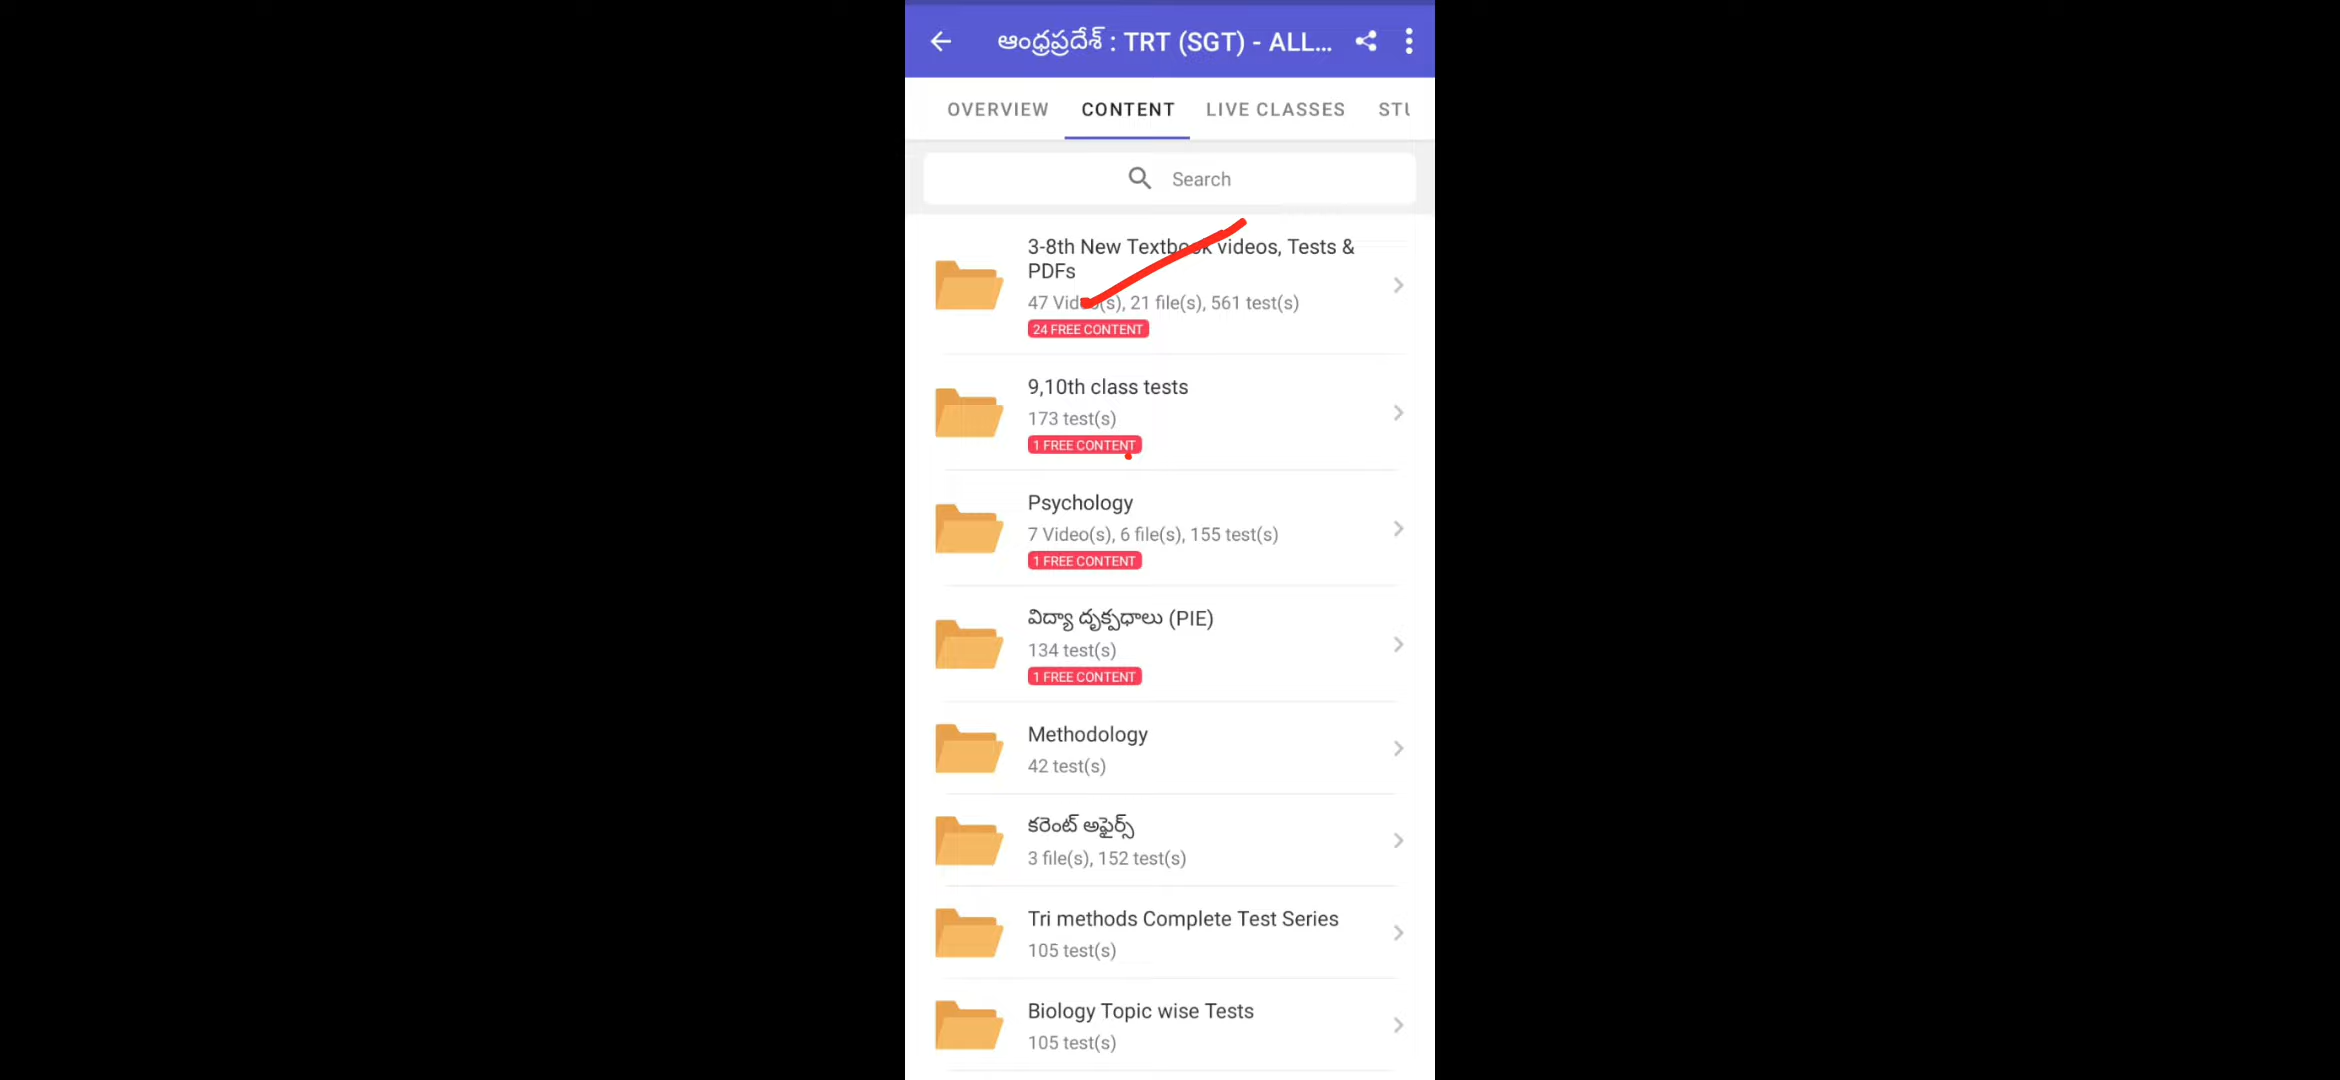 ఆంధ్రప్రదేశ్ : TRT (SGT) - ALL...
OVERVIEW CONTENT LIVE CLASSES STU
Search
3-8th New Textbook videos, Tests &
PDFs
47 Video(s), 21 file(s), 561 test(s)
24 FREE CONTENT
9,10th class tests
173 test(s)
1 FREE CONTENT
Psychology
7 Video(s), 6 file(s), 155 test(s)
1 FREE CONTENT
విద్యా దృక్పధాలు (PIE)
134 test(s)
1 FREE CONTENT
Methodology
42 test(s)
కరెంట్ అఫైర్స్
3 file(s), 152 test(s)
Tri methods Complete Test Series
105 test(s)
Biology Topic wise Tests
105 test(s)